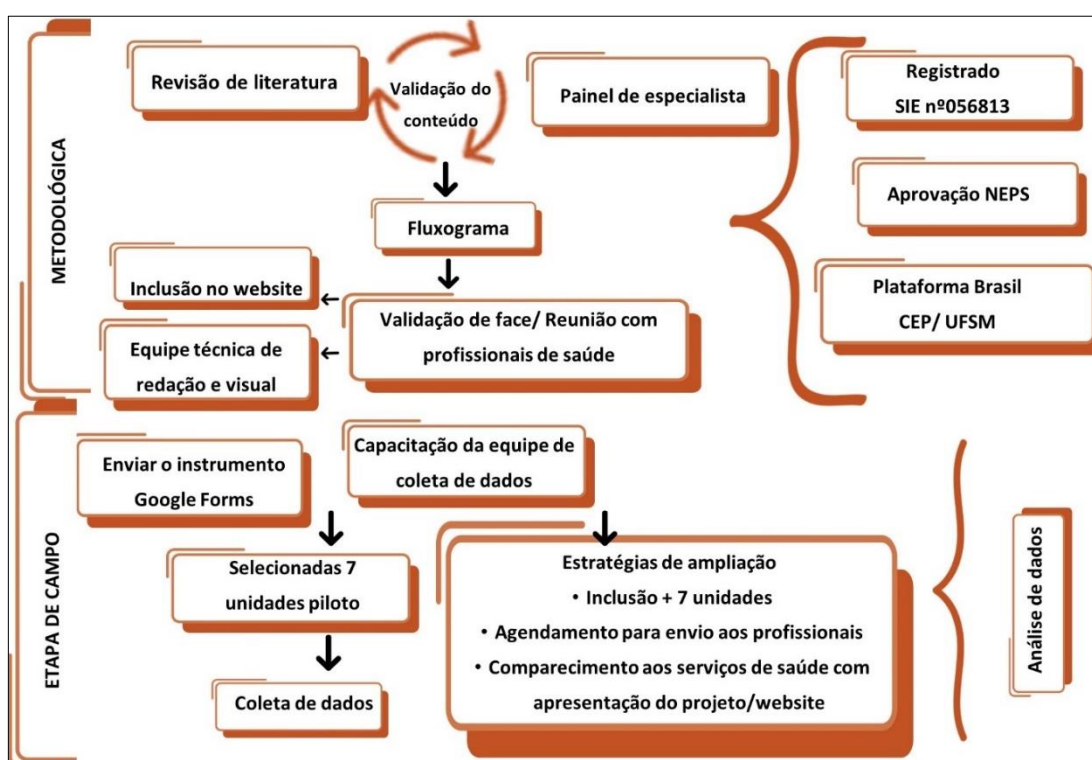 METODOLÓGICA
Revisão de literatura
Validação do
conteúdo
Painel de especialista
Registrado
SIE nº056813
Aprovação NEPS
Plataforma Brasil
CEP/ UFSM
Fluxograma
Inclusão no website
Validação de face/ Reunião com
profissionais de saúde
Equipe técnica de
redação e visual
ETAPA DE CAMPO
Enviar o instrumento
Google Forms
Capacitação da equipe de
coleta de dados
Selecionadas 7
unidades piloto
Coleta de dados
Estratégias de ampliação
• Inclusão + 7 unidades
• Agendamento para envio aos profissionais
• Comparecimento aos serviços de saúde com
apresentação do projeto/website
Análise de dados